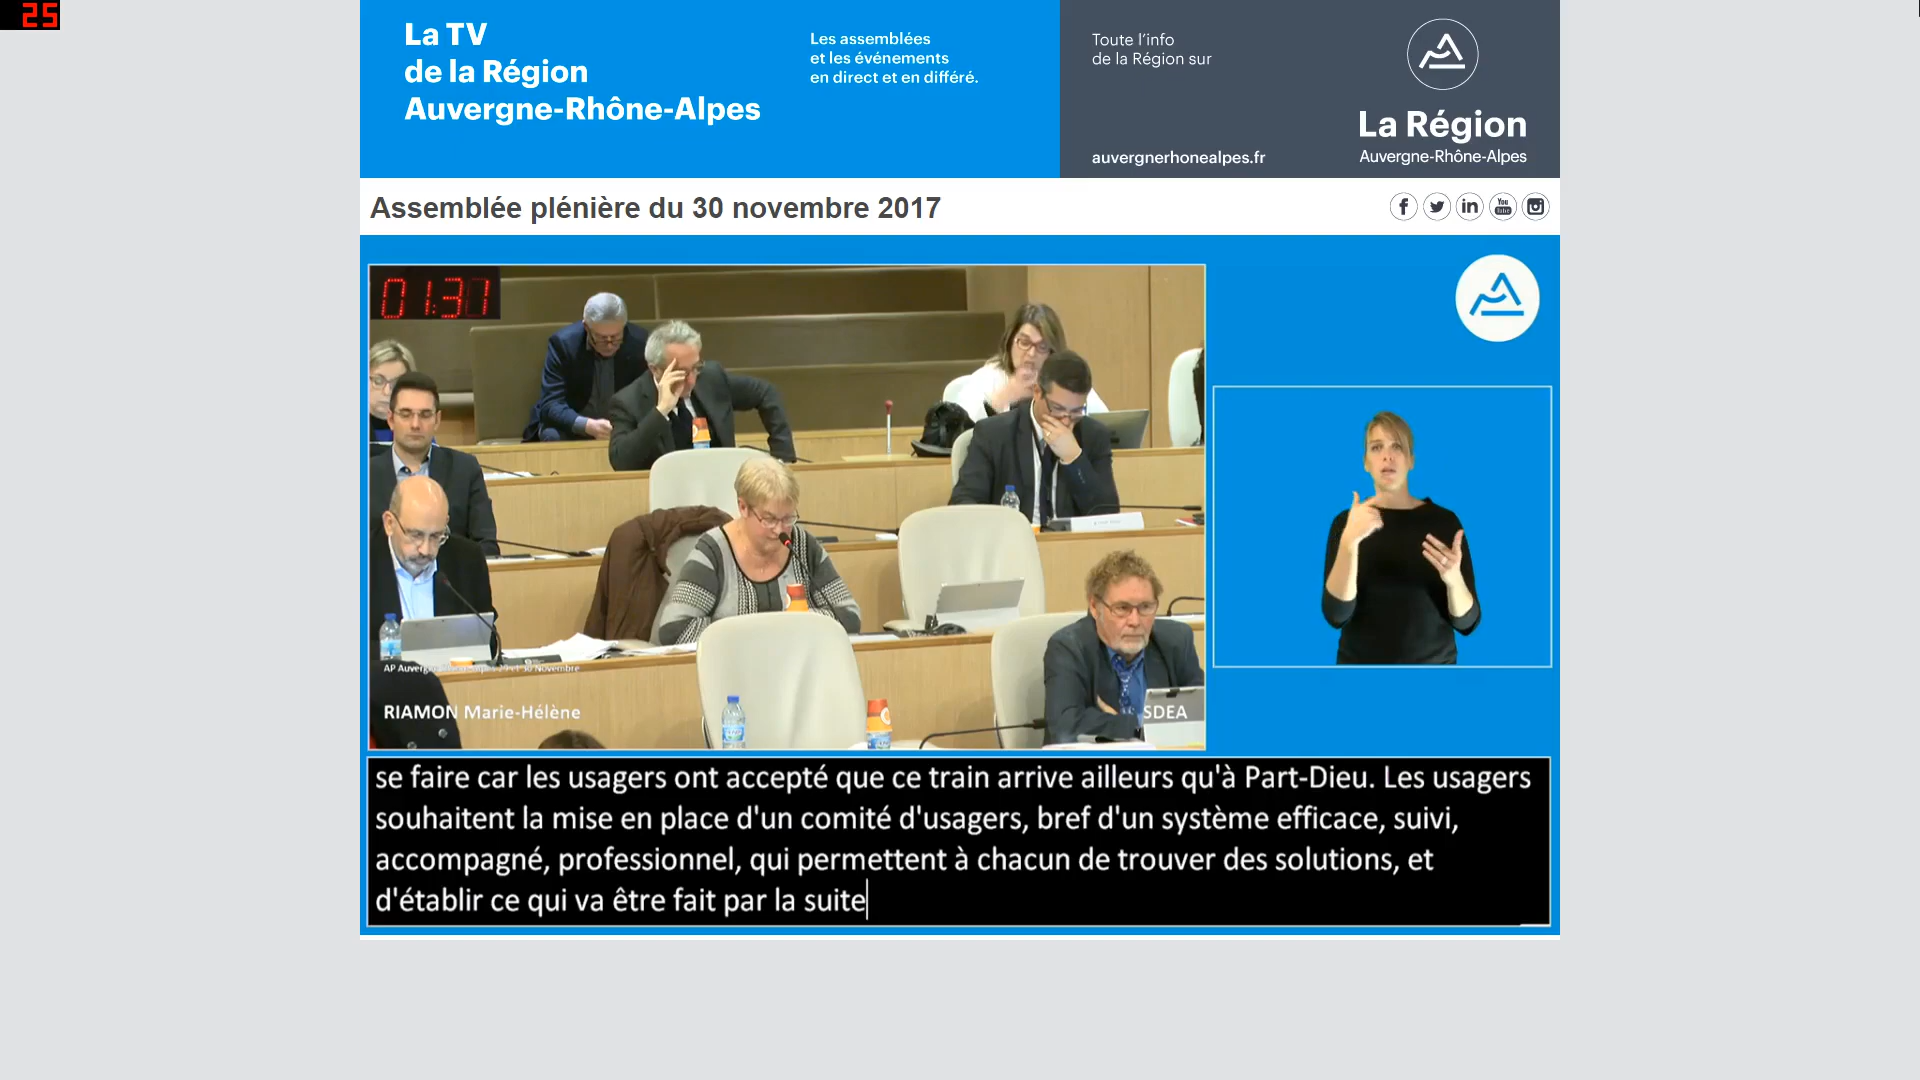 25
La TV
de la Région
Auvergne-Rhône-Alpes
Les assemblées
et les événements
en direct et en différé.
Toute l'info
de la Région sur
auvergnerhonealpes.fr
La Région
Auvergne-Rhône-Alpes
Assemblée plénière du 30 novembre 2017
f
in
You
Tube
01:37
RIAMON Marie-Hélène
SDEA
se faire car les usagers ont accepté que ce train arrive ailleurs qu'à Part-Dieu. Les usagers
souhaitent la mise en place d'un comité d'usagers, bref d'un système efficace, suivi,
accompagné, professionnel, qui permettent à chacun de trouver des solutions, et
d'établir ce qui va être fait par la suite